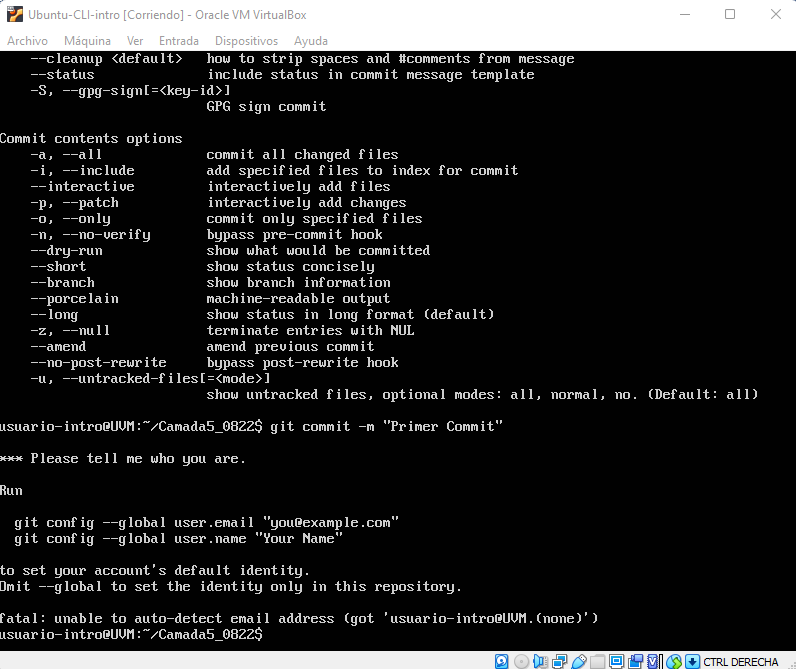 Ubuntu-CLI-intro [Corriendo] - Oracle VM VirtualBox
Archivo Máquina Ver Entrada Dispositivos Ayuda
--cleanup <default> how to strip spaces and #comments from message
--status include status in commit message template
-S, --gpg-sign[=<key-id>]
GPG sign commit
Commit contents options
-a, --all commit all changed files
-i, --include add specified files to index for commit
--interactive interactively add files
-p, --patch interactively add changes
-o, --only commit only specified files
-n, --no-verify bypass pre-commit hook
--dry-run show what would be committed
--short show status concisely
--branch show branch information
--porcelain machine-readable output
--long show status in long format (default)
-z, --null terminate entries with NUL
--amend amend previous commit
--no-post-rewrite bypass post-rewrite hook
-u, --untracked-files[=<mode>]
show untracked files, optional modes: all, normal, no. (Default: all)
usuario-intro@UVM:~/Camada5_0822$ git commit -m "Primer Commit"
*** Please tell me who you are.
Run
git config --global user.email "you@example.com"
git config --global user.name "Your Name"
to set your account's default identity.
Omit --global to set the identity only in this repository.
fatal: unable to auto-detect email address (got 'usuario-intro@UVM.(none)')
usuario-intro@UVM:~/Camada5_0822$
CTRL DERECHA